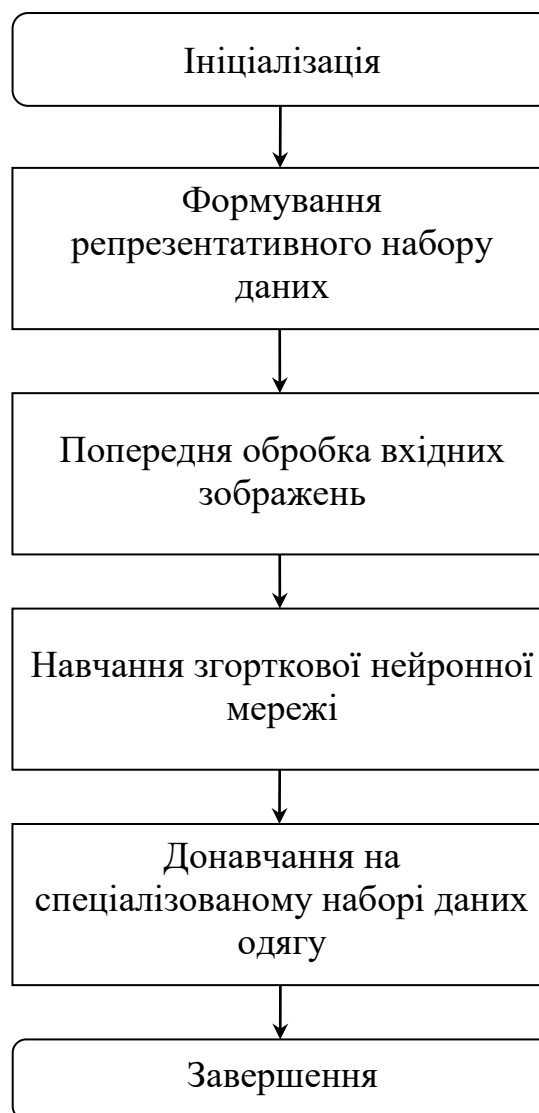 Ініціалізація
Формування
репрезентативного набору
даних
Попередня обробка вхідних
зображень
Навчання згорткової нейронної
мережі
Донавчання на
спеціалізованому наборі даних
одягу
Завершення